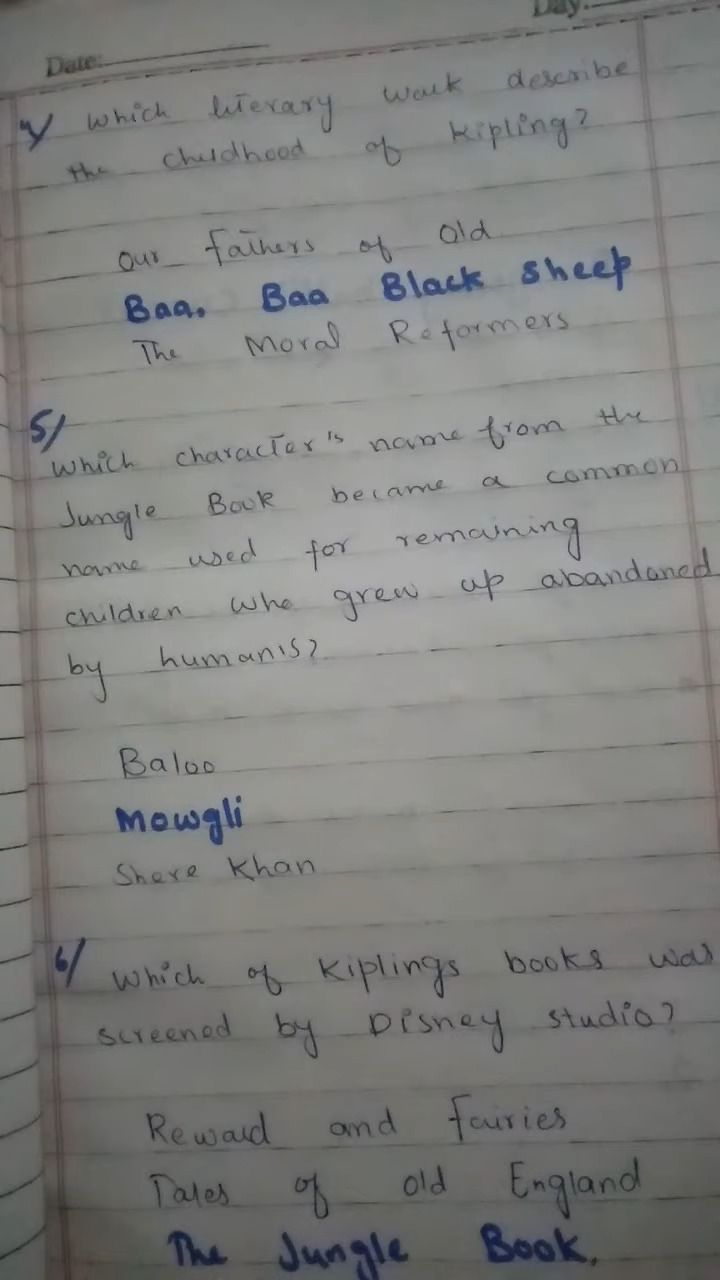 Day:
Date:
4/ Which literary work describe
the childhood of Kipling?
Our Fathers of Old
Baa. Baa Black Sheep
The Moral Reformers
5/
Which character's name from the
Jungle Book became a common
name used for remaining
children who grew up abandaned
by humanis?
Baloo
Mowgli
Shere Khan
6/ Which of Kiplings books was
screened by Disney studio?
Reward and Fairies
Tales of old England
The Jungle Book.